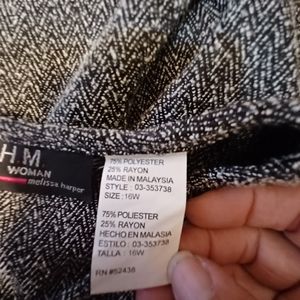 H M
WOMAN
melissa harper
75% POLYESTER
25% RAYON
MADE IN MALAYSIA
STYLE : 03-353738
SIZE : 16W
75% POLIESTER
25% RAYON
HECHO EN MALASIA
ESTILO : 03-353738
TALLA : 16W
RN #52438